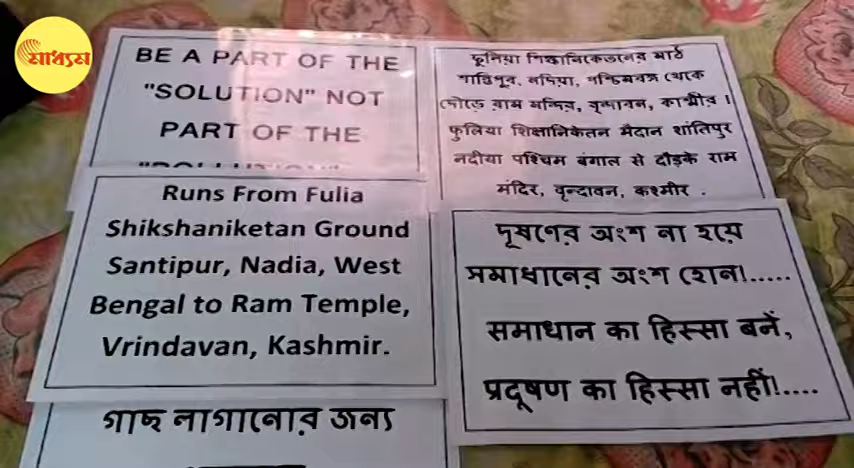 মাধ্যম
BE A PART OF THE
"SOLUTION" NOT
PART OF THE
"POLLUTION"
Runs From Fulia
Shikshaniketan Ground
Santipur, Nadia, West
Bengal to Ram Temple,
Vrindavan, Kashmir.
গাছ লাগানোর জন্য
ফুলিয়া শিক্ষানিকেতনের মাঠ
শান্তিপুর, নদিয়া, পশ্চিমবঙ্গ থেকে
দৌড়ে রাম মন্দির, বৃন্দাবন, কাশ্মীর ।
फुलिया शिक्षानिकेतन मैदान शांतिपुर
नदीया पश्चिम बंगाल से दौड़के राम
मंदिर, वृन्दावन, कश्मीर .
দূষণের অংশ না হয়ে
সমাধানের অংশ হোন!.....
समाधान का हिस्सा बनें,
प्रदूषण का हिस्सा नहीं!....